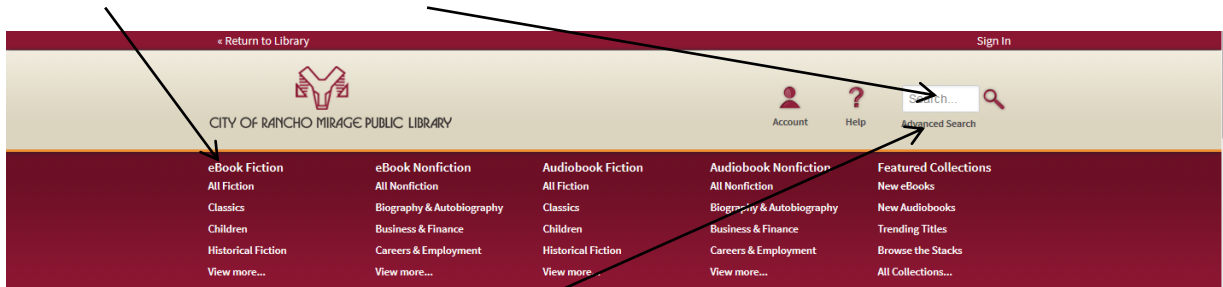 « Return to Library Sign In
CITY OF RANCHO MIRAGE PUBLIC LIBRARY
Account Help Search...
Advanced Search
eBook Fiction eBook Nonfiction Audiobook Fiction Audiobook Nonfiction Featured Collections
All Fiction All Nonfiction All Fiction All Nonfiction New eBooks
Classics Biography & Autobiography Classics Biography & Autobiography New Audiobooks
Children Business & Finance Children Business & Finance Trending Titles
Historical Fiction Careers & Employment Historical Fiction Careers & Employment Browse the Stacks
View more... View more... View more... View more... All Collections...